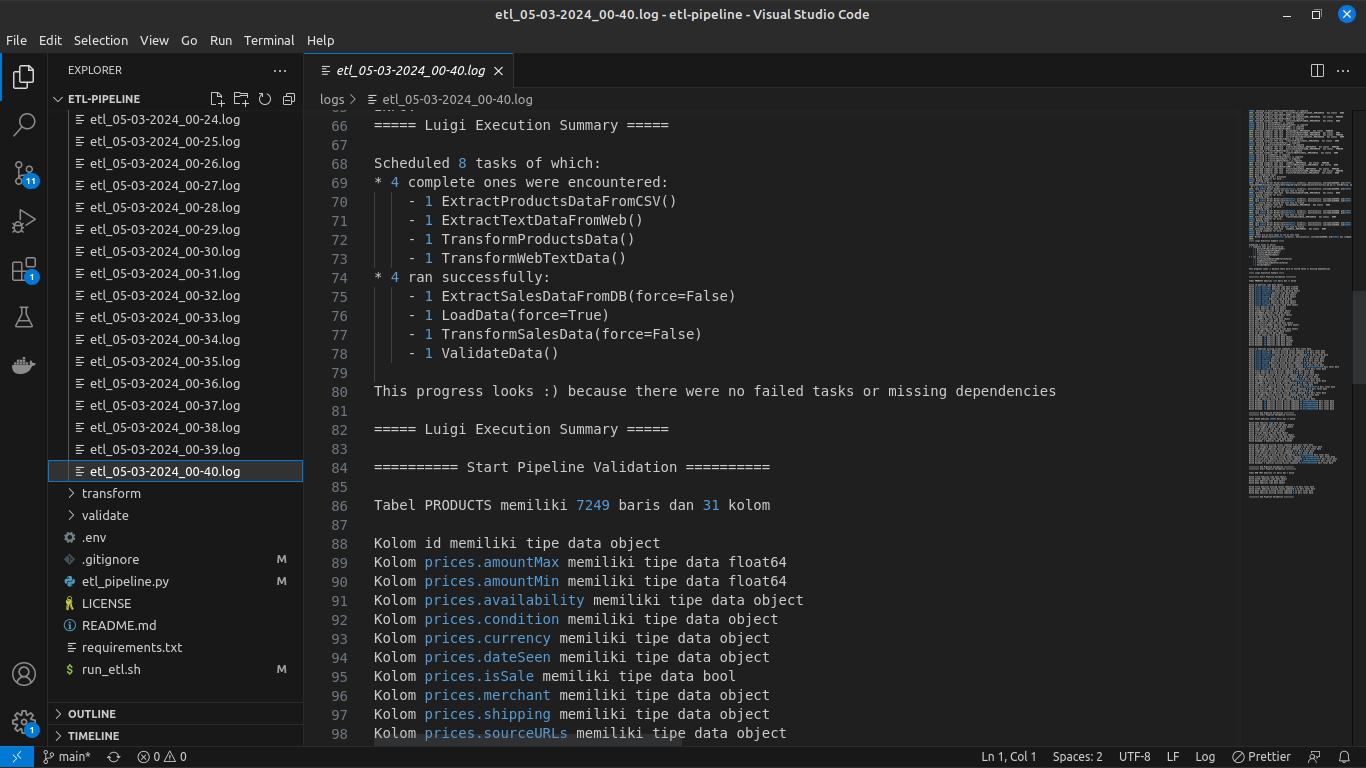 etl_05-03-2024_00-40.log - etl-pipeline - Visual Studio Code
File Edit Selection View Go Run Terminal Help
EXPLORER
ETL-PIPELINE
etl_05-03-2024_00-24.log
etl_05-03-2024_00-25.log
etl_05-03-2024_00-26.log
etl_05-03-2024_00-27.log
etl_05-03-2024_00-28.log
etl_05-03-2024_00-29.log
etl_05-03-2024_00-30.log
etl_05-03-2024_00-31.log
etl_05-03-2024_00-32.log
etl_05-03-2024_00-33.log
etl_05-03-2024_00-34.log
etl_05-03-2024_00-35.log
etl_05-03-2024_00-36.log
etl_05-03-2024_00-37.log
etl_05-03-2024_00-38.log
etl_05-03-2024_00-39.log
etl_05-03-2024_00-40.log
transform
validate
.env
.gitignore M
etl_pipeline.py M
LICENSE
README.md
requirements.txt
run_etl.sh M
OUTLINE
TIMELINE
11
1
1
etl_05-03-2024_00-40.log
logs > etl_05-03-2024_00-40.log
66 ===== Luigi Execution Summary =====
67
68 Scheduled 8 tasks of which:
69 * 4 complete ones were encountered:
70 - 1 ExtractProductsDataFromCSV()
71 - 1 ExtractTextDataFromWeb()
72 - 1 TransformProductsData()
73 - 1 TransformWebTextData()
74 * 4 ran successfully:
75 - 1 ExtractSalesDataFromDB(force=False)
76 - 1 LoadData(force=True)
77 - 1 TransformSalesData(force=False)
78 - 1 ValidateData()
79
80 This progress looks :) because there were no failed tasks or missing dependencies
81
82 ===== Luigi Execution Summary =====
83
84 ========== Start Pipeline Validation ==========
85
86 Tabel PRODUCTS memiliki 7249 baris dan 31 kolom
87
88 Kolom id memiliki tipe data object
89 Kolom prices.amountMax memiliki tipe data float64
90 Kolom prices.amountMin memiliki tipe data float64
91 Kolom prices.availability memiliki tipe data object
92 Kolom prices.condition memiliki tipe data object
93 Kolom prices.currency memiliki tipe data object
94 Kolom prices.dateSeen memiliki tipe data object
95 Kolom prices.isSale memiliki tipe data bool
96 Kolom prices.merchant memiliki tipe data object
97 Kolom prices.shipping memiliki tipe data object
98 Kolom prices.sourceURLs memiliki tipe data object
main* 0 0 Ln 1, Col 1 Spaces: 2 UTF-8 LF Log Prettier